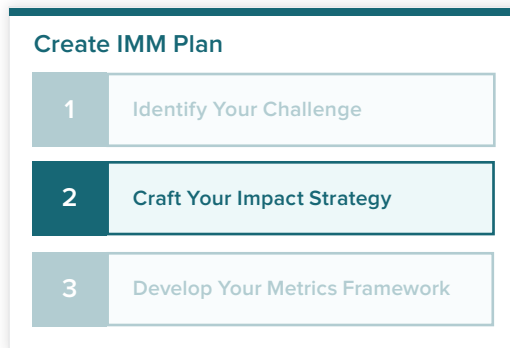 Create IMM Plan
1 Identify Your Challenge
2 Craft Your Impact Strategy
3 Develop Your Metrics Framework